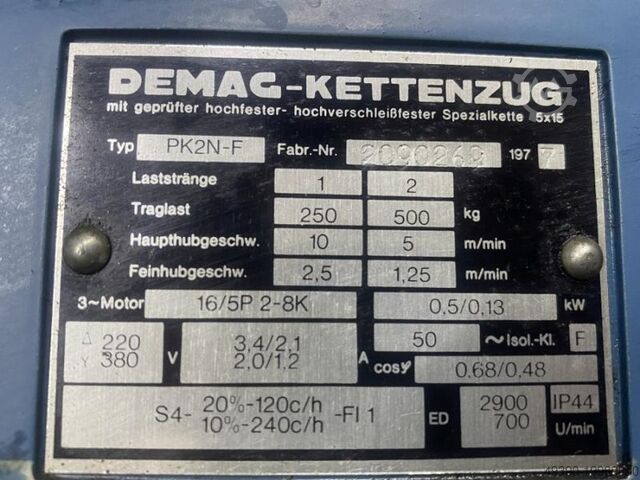 DEMAG-KETTENZUG
mit geprüfter hochfester- hochverschleißfester Spezialkette 5x15
Typ PK2N-F Fabr.-Nr. 2090269 197 7
Laststränge 1 2
Traglast 250 500 kg
Haupthubgeschw. 10 5 m/min
Feinhubgeschw. 2,5 1,25 m/min
3~Motor 16/5P 2-8K 0,5/0,13 kW
Δ 220 V 3,4/2,1 A 50 ~Isol.-Kl. F
Y 380 2,0/1,2 cosφ 0,68/0,48
S4- 20%-120c/h -FI 1 ED 2900 IP44
10%-240c/h 700 U/min